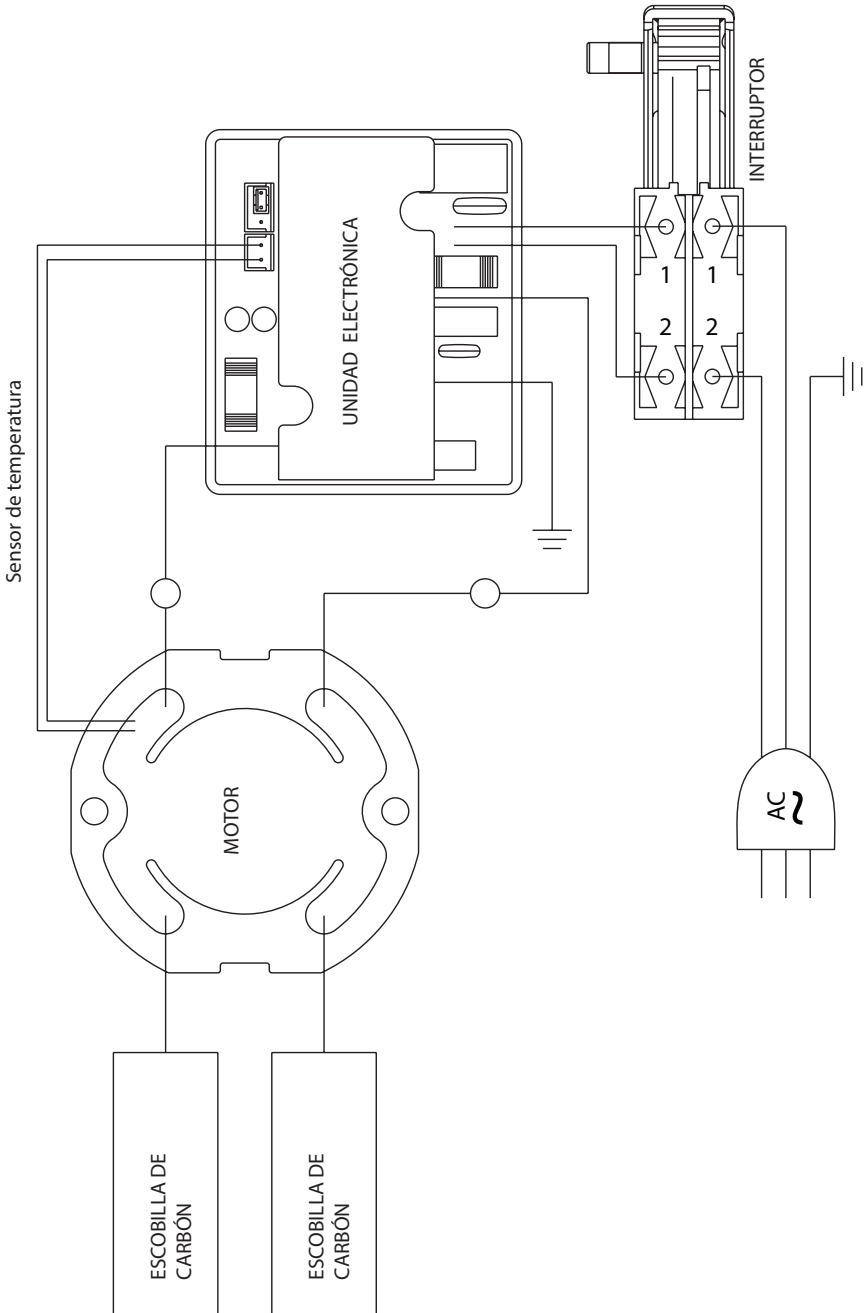 Sensor de temperatura
UNIDAD ELECTRÓNICA
INTERRUPTOR
1 1
2 2
MOTOR
AC
~
ESCOBILLA DE
CARBÓN
ESCOBILLA DE
CARBÓN